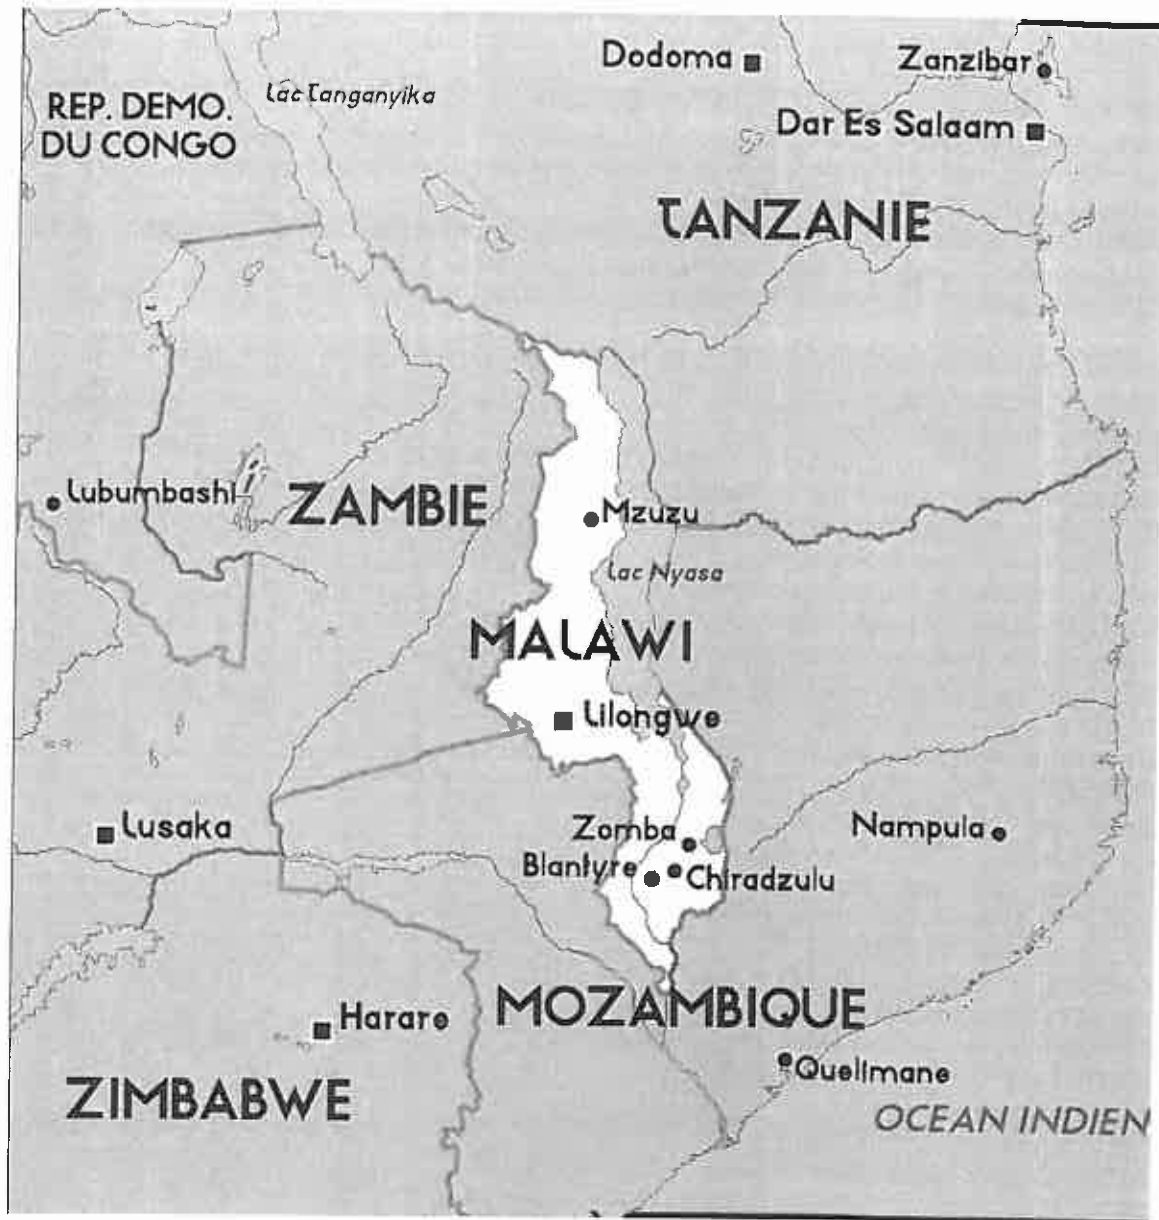 Dodoma
Zanzibar
Lac Tanganyika
REP. DEMO.
DU CONGO
Dar Es Salaam
TANZANIE
Lubumbashi
ZAMBIE
Mzuzu
Lac Nyasa
MALAWI
Lilongwe
Lusaka
Zomba
Nampula
Blantyre
Chiradzulu
MOZAMBIQUE
Harare
Quelimane
ZIMBABWE
OCEAN INDIEN